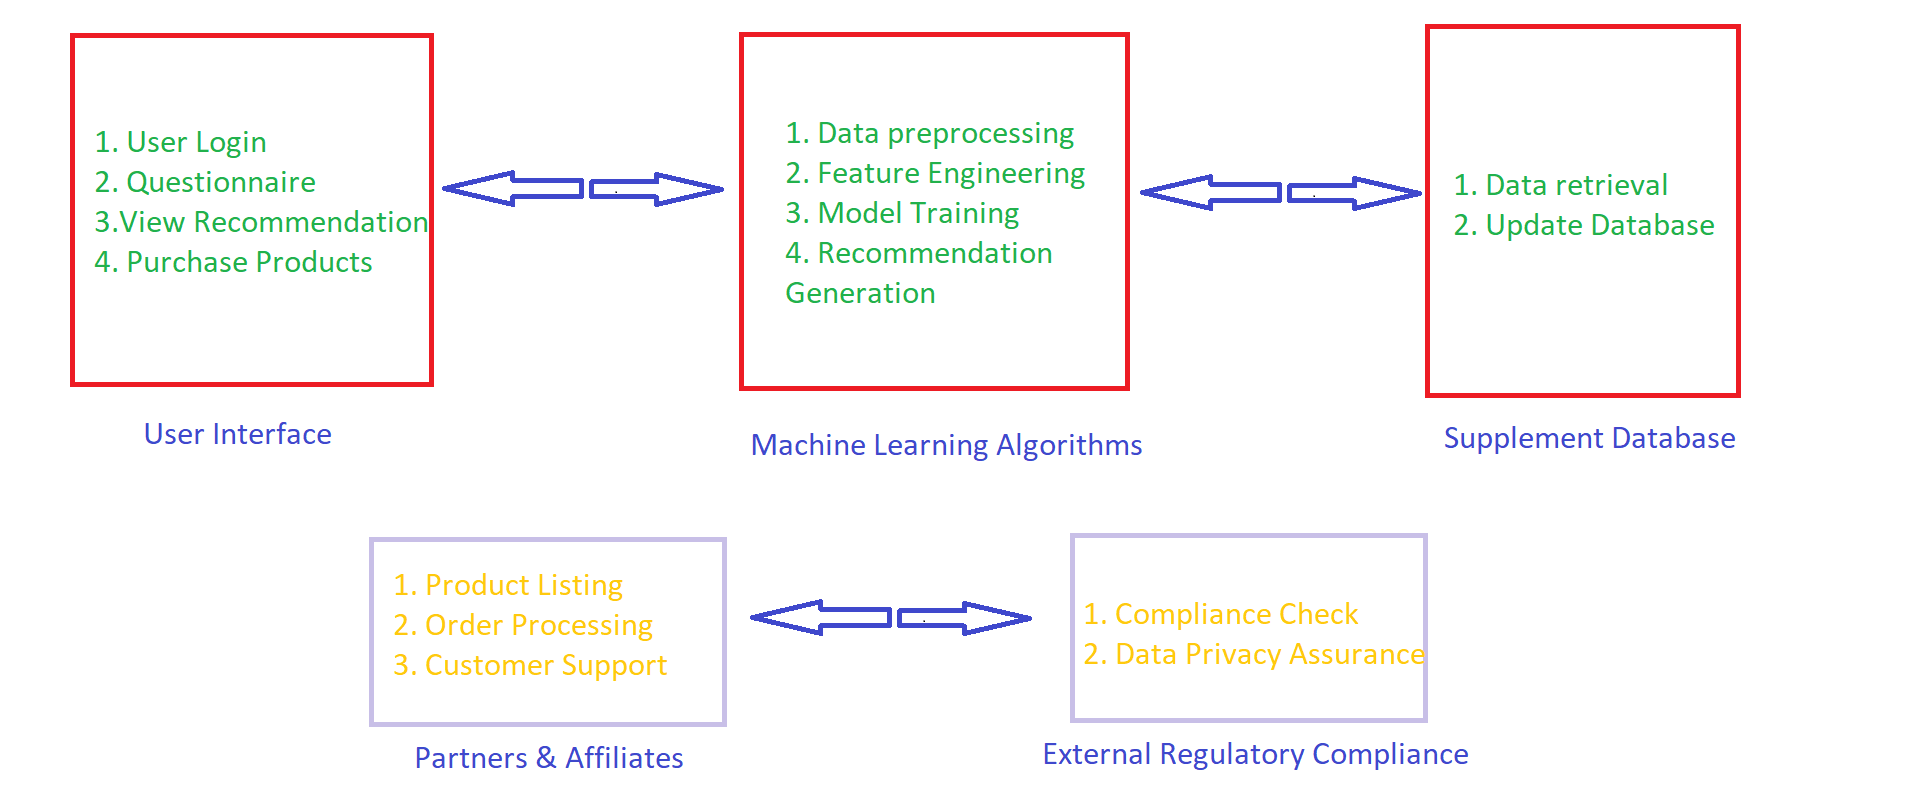 1. User Login
2. Questionnaire
3.View Recommendation
4. Purchase Products
User Interface
1. Data preprocessing
2. Feature Engineering
3. Model Training
4. Recommendation
Generation
Machine Learning Algorithms
1. Data retrieval
2. Update Database
Supplement Database
1. Product Listing
2. Order Processing
3. Customer Support
Partners & Affiliates
1. Compliance Check
2. Data Privacy Assurance
External Regulatory Compliance